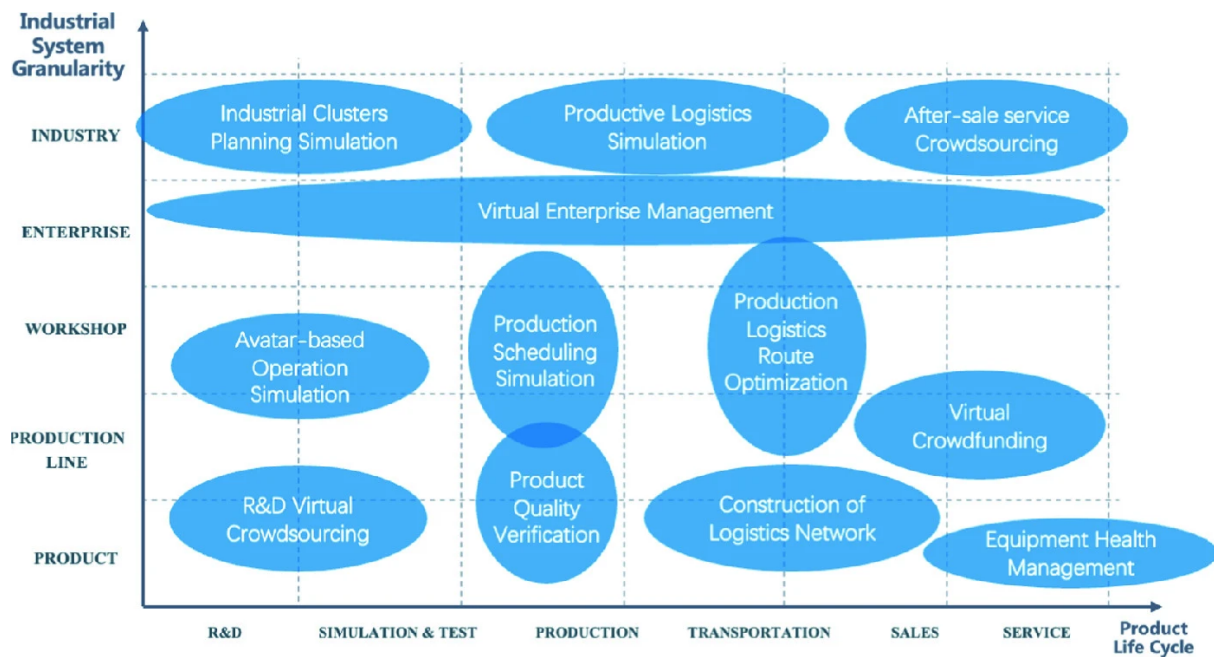 Industrial
System
Granularity
INDUSTRY
Industrial Clusters
Planning Simulation
Productive Logistics
Simulation
After-sale service
Crowdsourcing
ENTERPRISE
Virtual Enterprise Management
WORKSHOP
Avatar-based
Operation
Simulation
Production
Scheduling
Simulation
Production
Logistics
Route
Optimization
PRODUCTION
LINE
Virtual
Crowdfunding
PRODUCT
R&D Virtual
Crowdsourcing
Product
Quality
Verification
Construction of
Logistics Network
Equipment Health
Management
R&D
SIMULATION & TEST
PRODUCTION
TRANSPORTATION
SALES
SERVICE
Product
Life Cycle